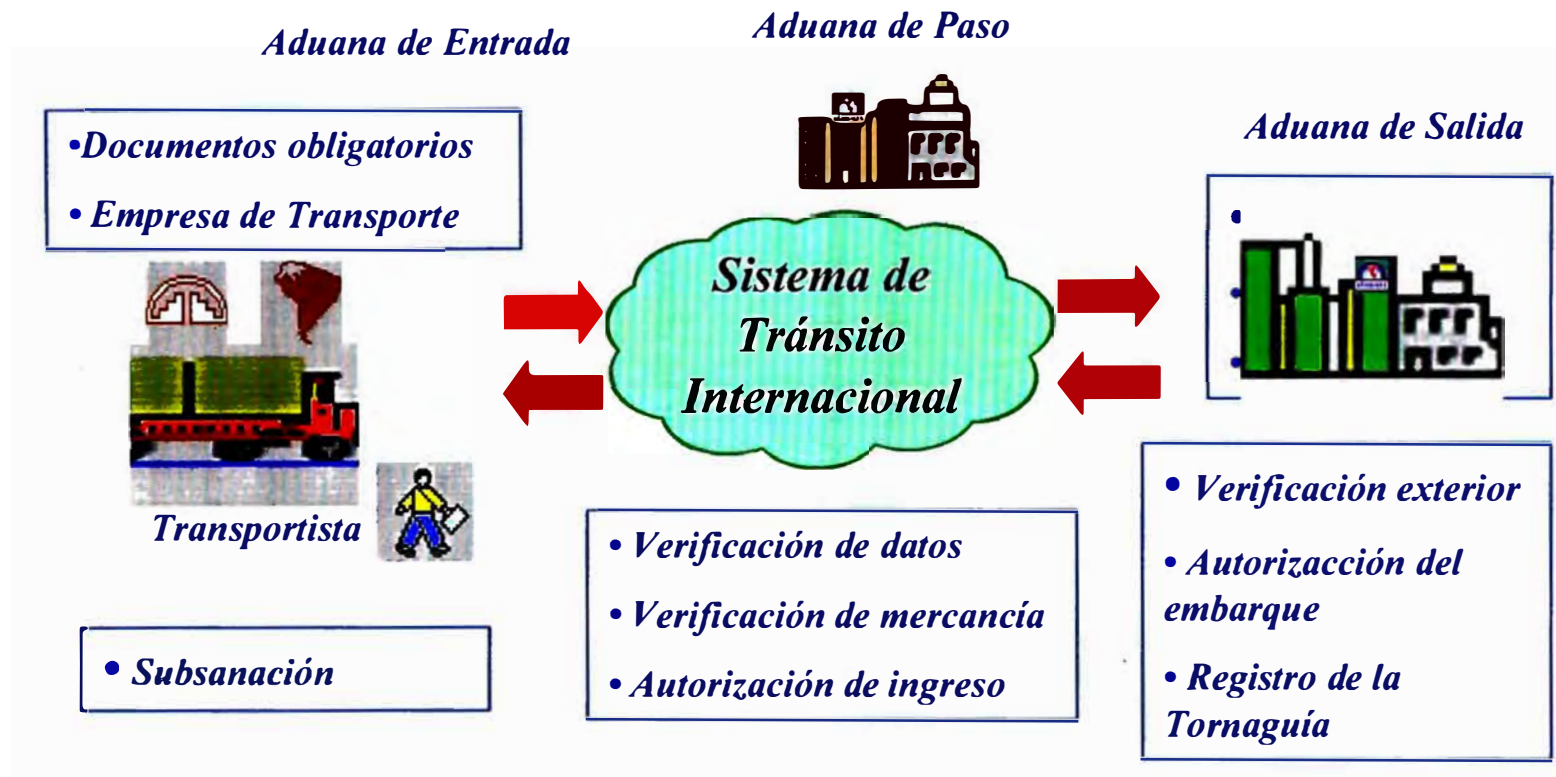 Aduana de Entrada
Aduana de Paso
Aduana de Salida
•Documentos obligatorios
• Empresa de Transporte
Sistema de
Tránsito
Internacional
Transportista
• Subsanación
• Verificación de datos
• Verificación de mercancía
• Autorización de ingreso
• Verificación exterior
• Autorizacción del
embarque
• Registro de la
Tornaguía